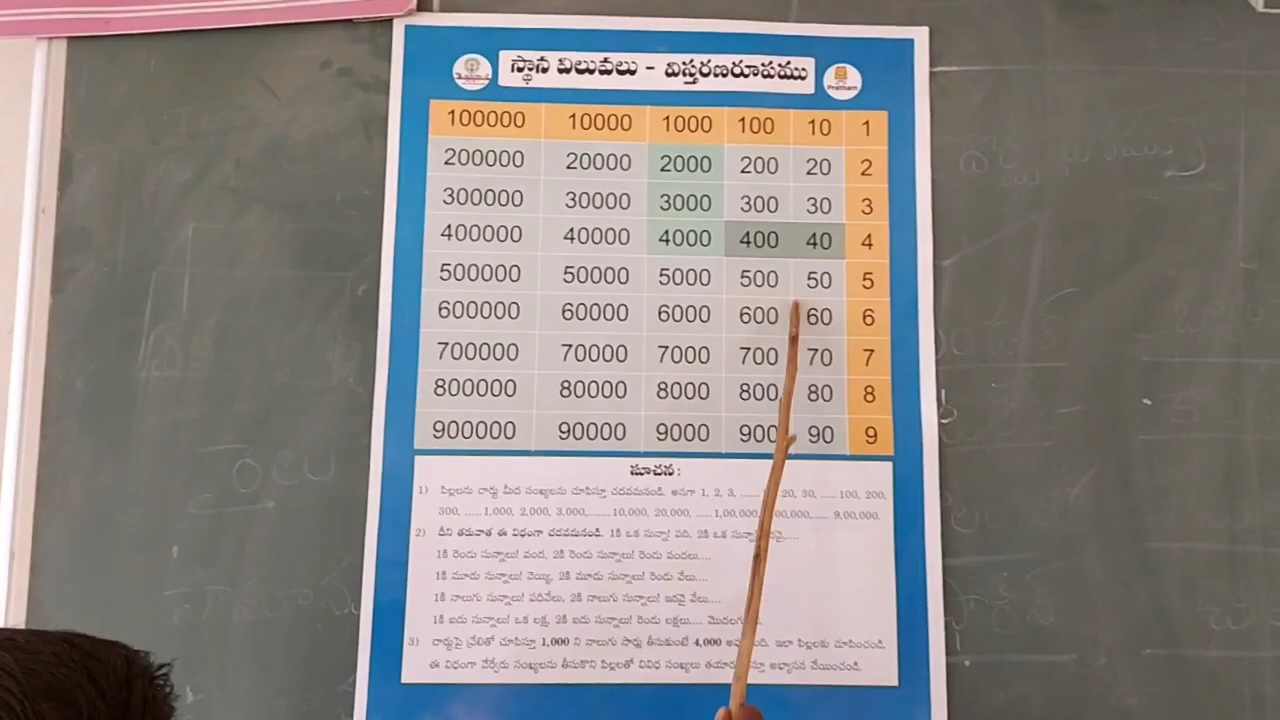 స్థాన విలువలు - విస్తరణరూపము
Pratham
100000 10000 1000 100 10 1
200000 20000 2000 200 20 2
300000 30000 3000 300 30 3
400000 40000 4000 400 40 4
500000 50000 5000 500 50 5
600000 60000 6000 600 60 6
700000 70000 7000 700 70 7
800000 80000 8000 800 80 8
900000 90000 9000 900 90 9
సూచన :
1) పిల్లలను చార్టు మీద సంఖ్యలను చూపిస్తూ చదవమనండి. అనగా 1, 2, 3, ..... 20, 30, .....100, 200,
300, .....1,000, 2,000, 3,000,.......10,000, 20,000, .....1,00,000, ...... 9,00,000.
2) దీని తరువాత ఈ విధంగా చదవమనండి. 1కి ఒక సున్నా! పది, 2కి ఒక సున్నా!
1కి రెండు సున్నాలు! వంద, 2కి రెండు సున్నాలు! రెండు వందలు....
1కి మూడు సున్నాలు! వెయ్యి, 2కి మూడు సున్నాలు! రెండు వేలు....
1కి నాలుగు సున్నాలు! పదివేలు, 2కి నాలుగు సున్నాలు! ఇరవై వేలు....
1కి ఐదు సున్నాలు! ఒక లక్ష, 2కి ఐదు సున్నాలు! రెండు లక్షలు....
3) చార్టుపై వ్రేలితో చూపిస్తూ 1,000 ని నాలుగు సార్లు తీసుకుంటే 4,000 ఇలా పిల్లలకు చూపించండి.
ఈ విధంగా వేర్వేరు సంఖ్యలను తీసుకొని పిల్లలతో వివిధ సంఖ్యలు అభ్యాసన చేయించండి.